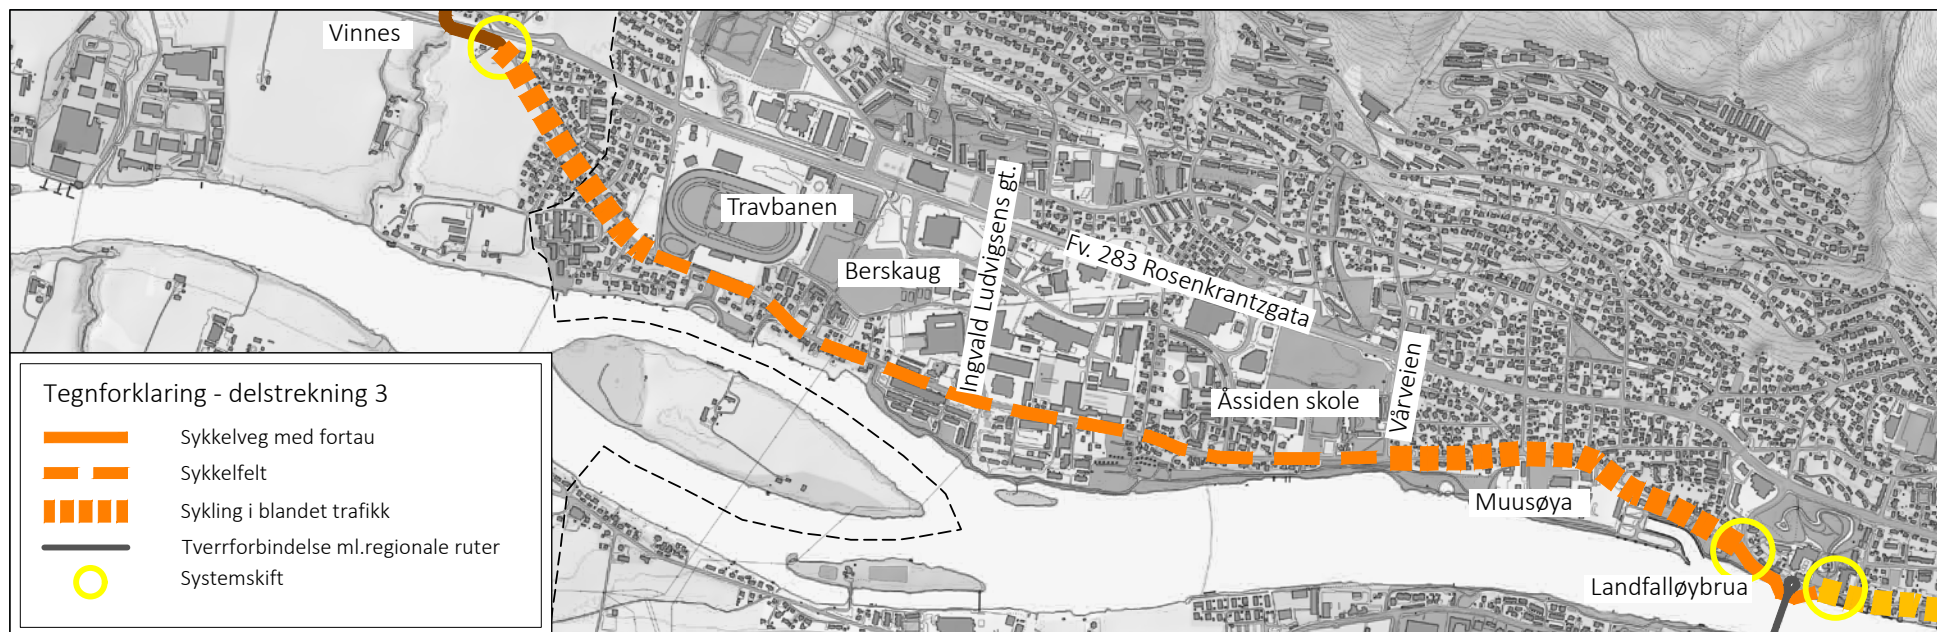 Vinnes
Travbanen
Berskaug
Ingvald Ludvigsens gt.
Fv. 283 Rosenkrantzgata
Vårveien
Åssiden skole
Muusøya
Landfalløybrua
Tegnforklaring - delstrekning 3
Sykkelveg med fortau
Sykkelfelt
Sykling i blandet trafikk
Tverrforbindelse ml.regionale ruter
Systemskift